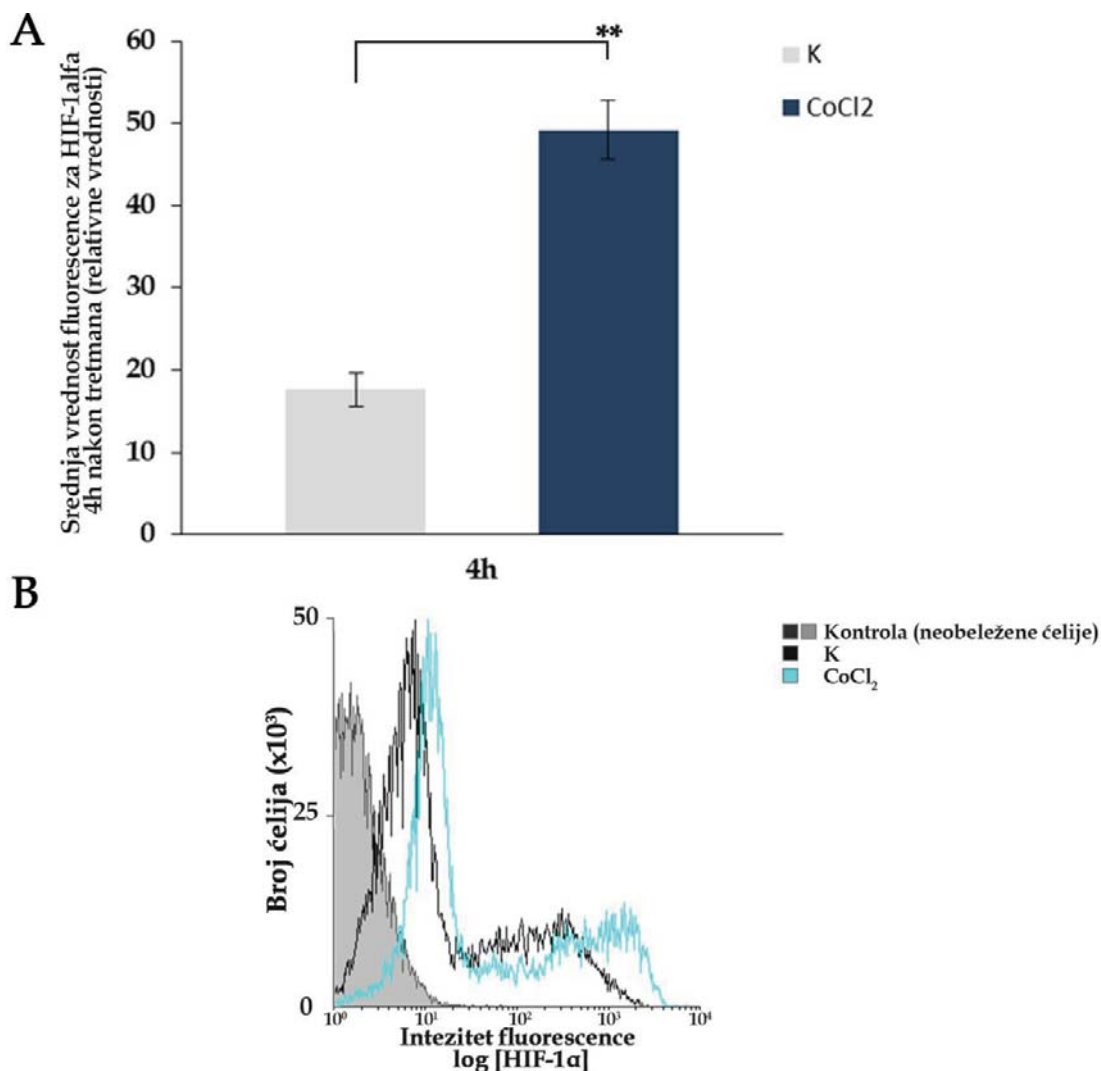 A
Srednja vrednost fluorescence za HIF-1alfa
4h nakon tretmana (relativne vrednosti)
60
50
40
30
20
10
0
**
K
CoCl2
4h
B
Broj ćelija (x10³)
50
25
0
10⁰ 10¹ 10² 10³ 10⁴
Intezitet fluorescence
log [HIF-1α]
Kontrola (neobeležene ćelije)
K
CoCl₂